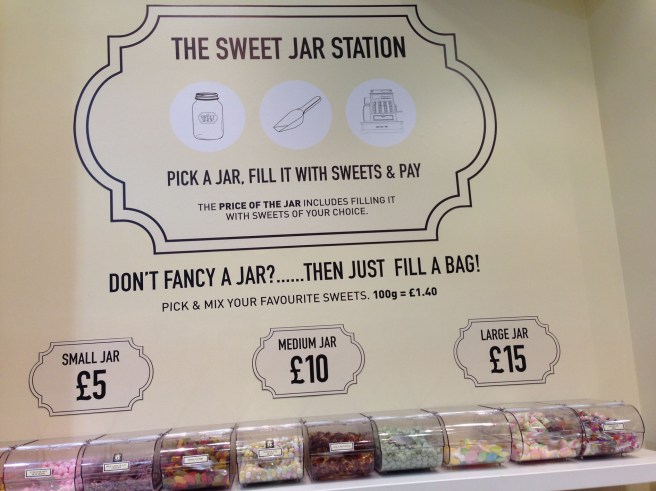 THE SWEET JAR STATION
PICK A JAR, FILL IT WITH SWEETS & PAY
THE PRICE OF THE JAR INCLUDES FILLING IT
WITH SWEETS OF YOUR CHOICE.
DON'T FANCY A JAR?......THEN JUST FILL A BAG!
PICK & MIX YOUR FAVOURITE SWEETS. 100g = £1.40
SMALL JAR
£5
MEDIUM JAR
£10
LARGE JAR
£15